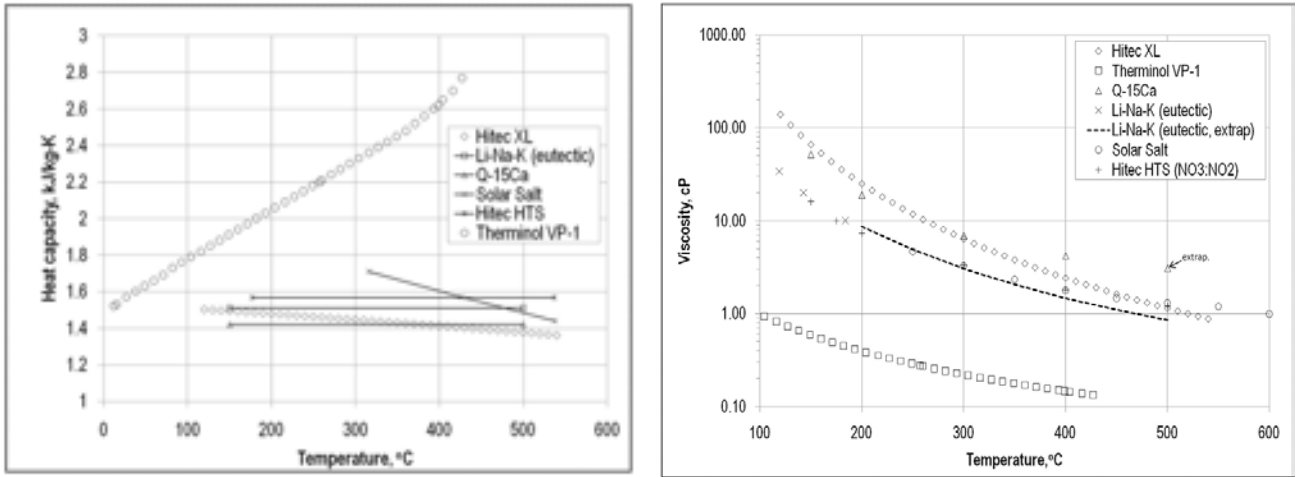 3
2.8
2.6
2.4
2.2
2
1.8
1.6
1.4
1.2
1
Heat capacity, kJ/kg-K
0
100
200
300
400
500
600
Temperature, °C
Hitec XL
Li-Na-K (eutectic)
Q-15Ca
Solar Salt
Hitec HTS
Therminol VP-1
1000.00
100.00
10.00
1.00
0.10
Viscosity, cP
100
200
300
400
500
600
Temperature,°C
Hitec XL
Therminol VP-1
Q-15Ca
Li-Na-K (eutectic)
Li-Na-K (eutectic, extrap)
Solar Salt
Hitec HTS (NO3:NO2)
extrap.